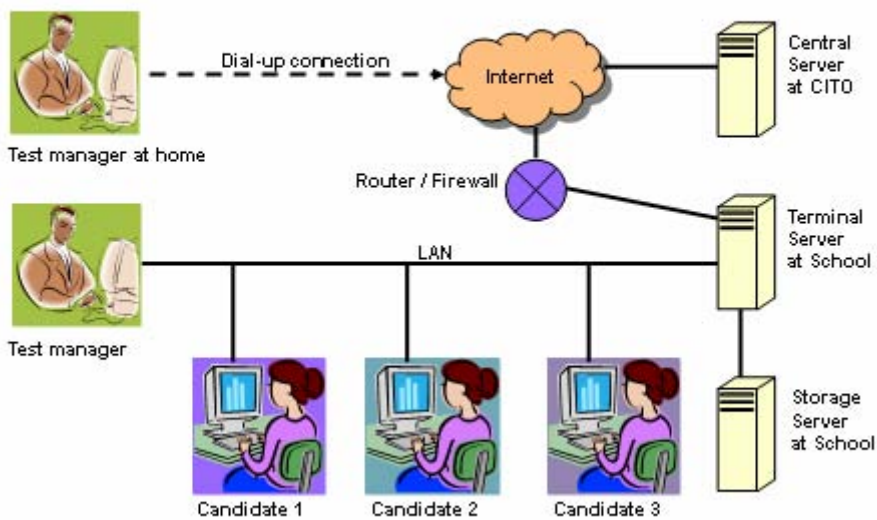 Dial-up connection
Internet
Central
Server
at CITO
Test manager at home
Router / Firewall
Terminal
Server
at School
LAN
Test manager
Storage
Server
at School
Candidate 1
Candidate 2
Candidate 3